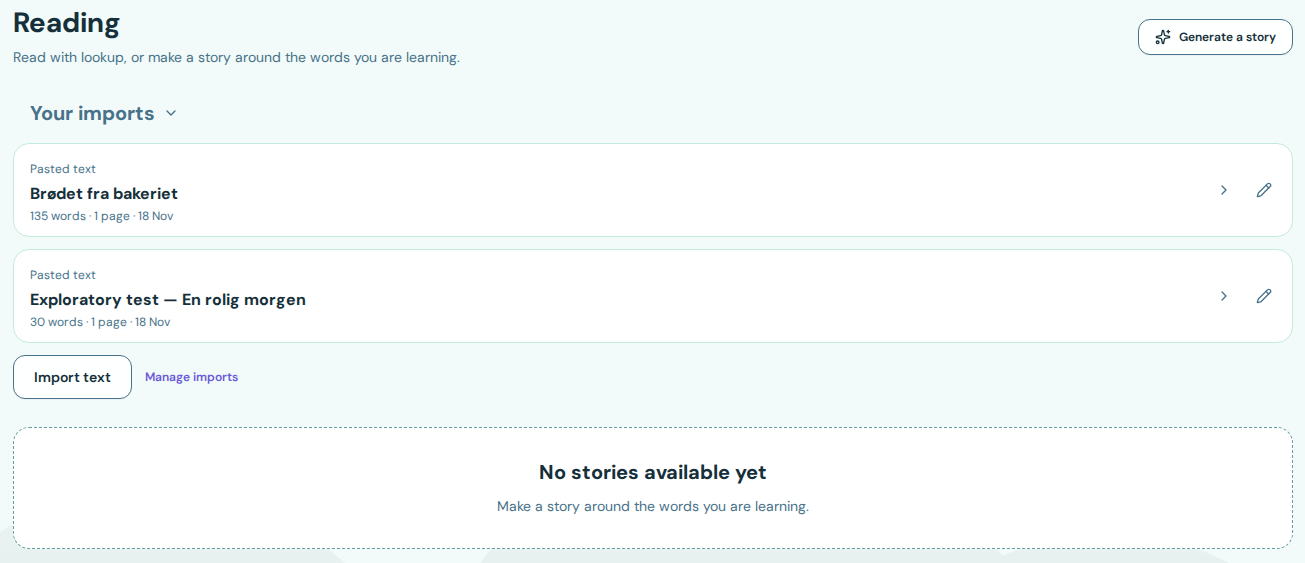 Reading
Read with lookup, or make a story around the words you are learning.
Generate a story
Your imports
Pasted text
Brødet fra bakeriet
135 words · 1 page · 18 Nov
Pasted text
Exploratory test — En rolig morgen
30 words · 1 page · 18 Nov
Import text
Manage imports
No stories available yet
Make a story around the words you are learning.